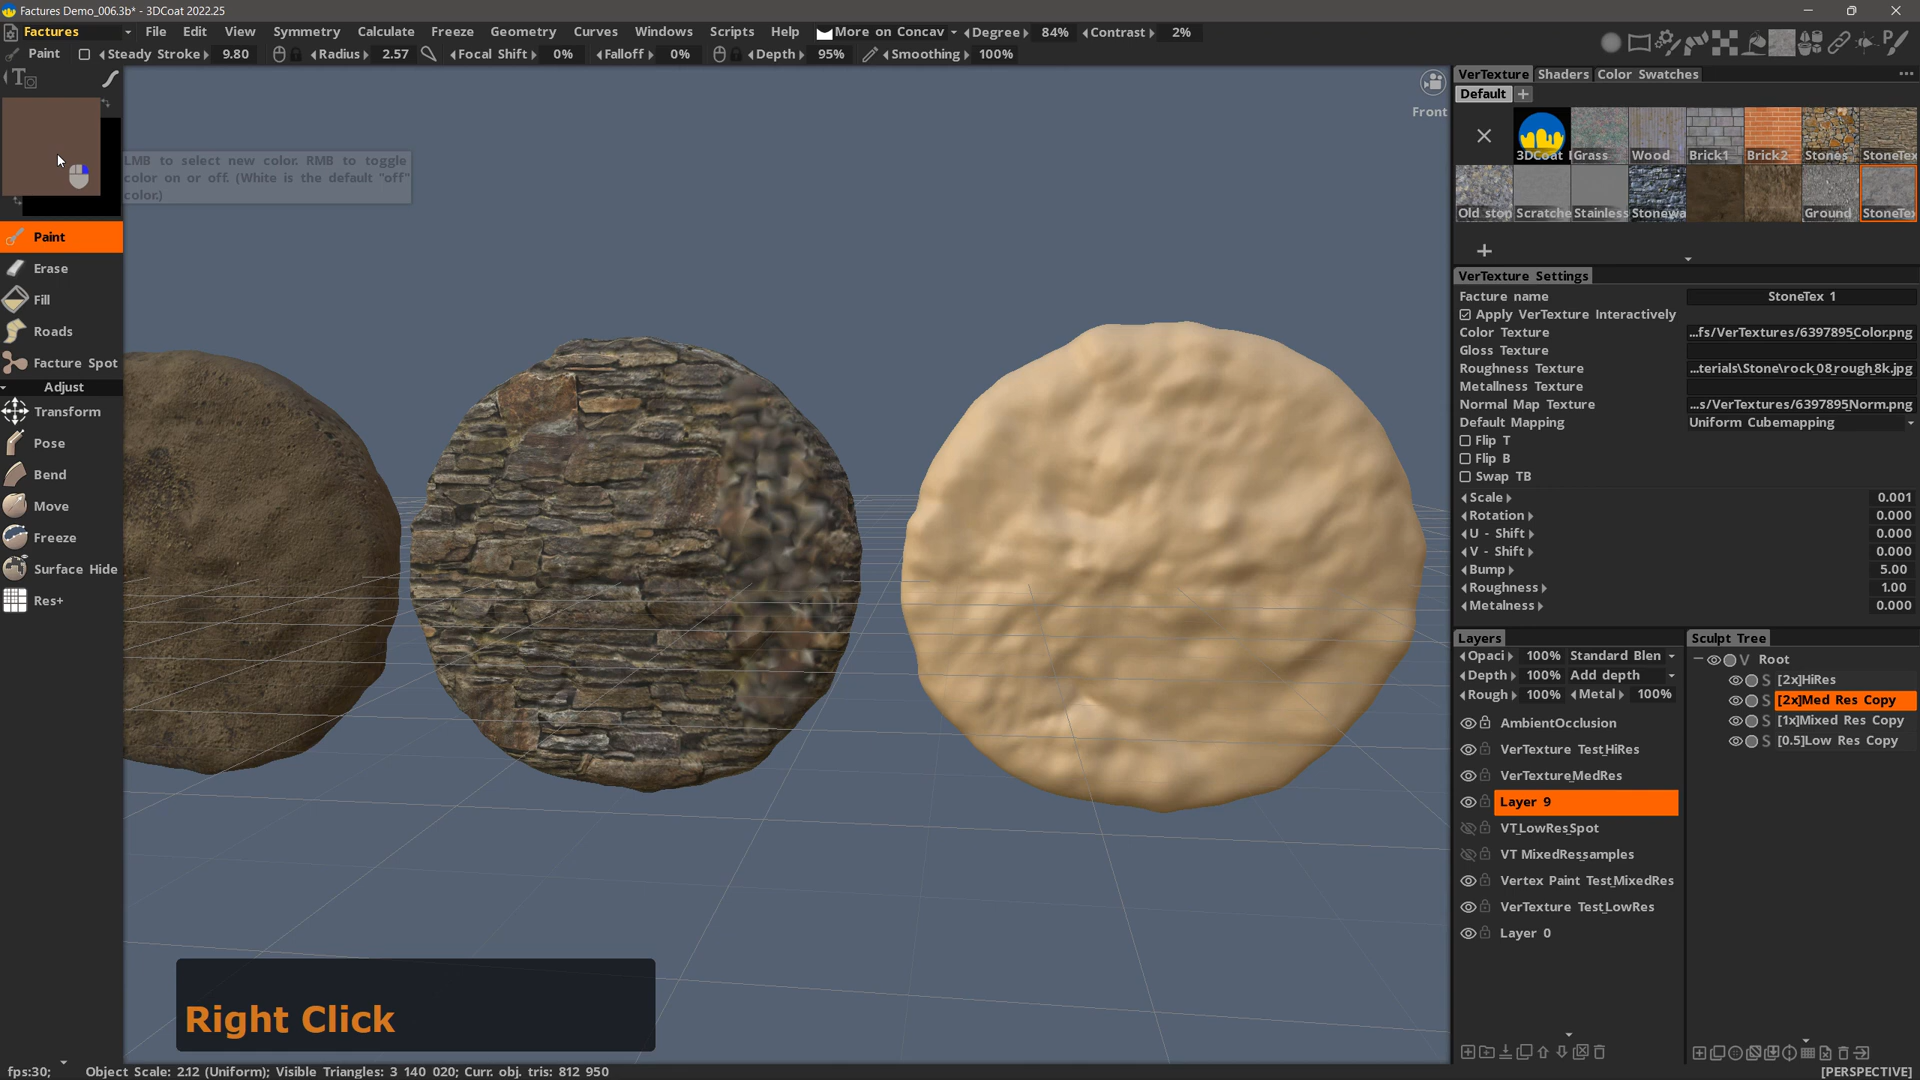 Factures Demo_006.3b* - 3DCoat 2022.25
Factures File Edit View Symmetry Calculate Freeze Geometry Curves Windows Scripts Help More on Concav Degree 84% Contrast 2%
Paint Steady Stroke 9.80 Radius 2.57 Focal Shift 0% Falloff 0% Depth 95% Smoothing 100%
VerTexture Shaders Color Swatches
Default
Front
LMB to select new color. RMB to toggle
color on or off. (White is the default "off"
color.)
3DCoat Grass Wood Brick1 Brick2 Stones StoneTex
Old stop Scratche Stainless Stonewa Ground StoneTex
Paint
Erase
Fill
Roads
Facture Spot
Adjust
Transform
Pose
Bend
Move
Freeze
Surface Hide
Res+
VerTexture Settings
Facture name StoneTex 1
Apply VerTexture Interactively
Color Texture ...fs/VerTextures/6397895Color.png
Gloss Texture
Roughness Texture ...terials\Stone\rock_08_rough_8k.jpg
Metallness Texture
Normal Map Texture ...s/VerTextures/6397895Norm.png
Default Mapping Uniform Cubemapping
Flip T
Flip B
Swap TB
Scale 0.001
Rotation 0.000
U - Shift 0.000
V - Shift 0.000
Bump 5.00
Roughness 1.00
Metalness 0.000
Layers
Opaci 100% Standard Blen
Depth 100% Add depth
Rough 100% Metal 100%
AmbientOcclusion
VerTexture Test_HiRes
VerTexture_MedRes
Layer 9
VT_LowRes_Spot
VT MixedRes_samples
Vertex Paint Test_MixedRes
VerTexture Test_LowRes
Layer 0
Sculpt Tree
V Root
S [2x]HiRes
S [2x]Med Res Copy
S [1x]Mixed Res Copy
S [0.5]Low Res Copy
Right Click
fps:30; Object Scale: 2.12 (Uniform); Visible Triangles: 3 140 020; Curr. obj. tris: 812 950
[PERSPECTIVE]